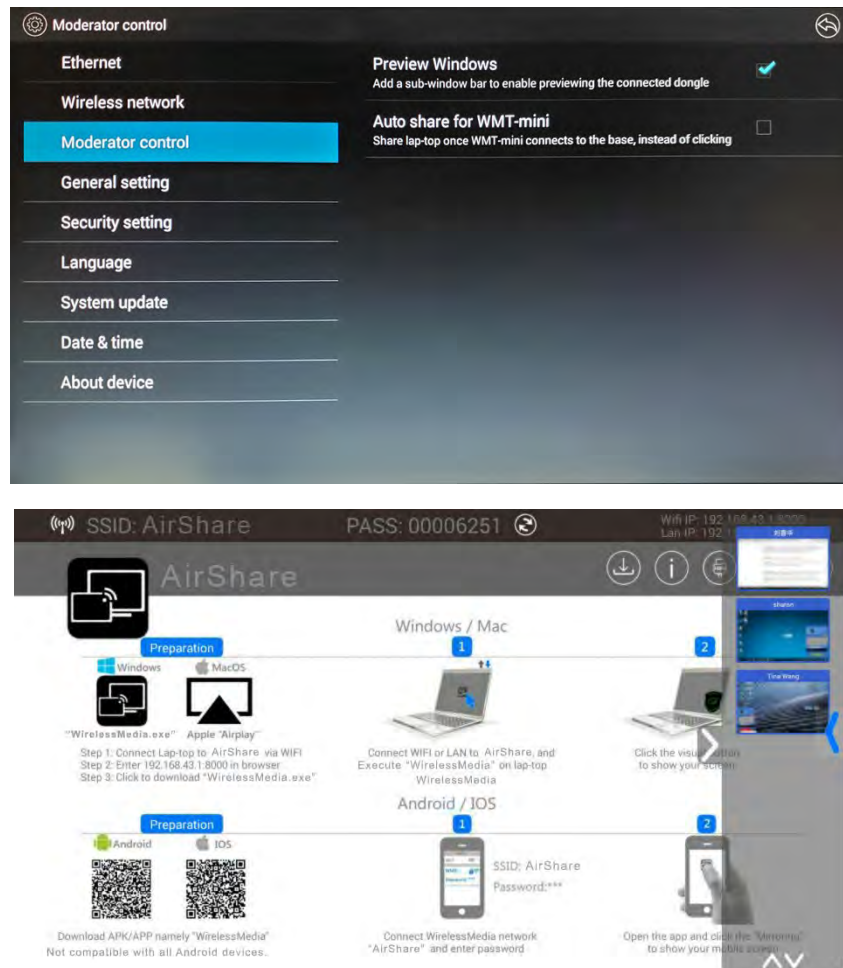 Moderator control
Ethernet
Wireless network
Moderator control
General setting
Security setting
Language
System update
Date & time
About device
Preview Windows
Add a sub-window bar to enable previewing the connected dongle
Auto share for WMT-mini
Share lap-top once WMT-mini connects to the base, instead of clicking
SSID: AirShare
PASS: 00006251
Wifi IP: 192.168.43.1:8000
Lan IP: 192
AirShare
sharon
Tina Wang
Windows / Mac
Preparation
1
2
Windows
MacOS
"WirelessMedia.exe"
Apple "Airplay"
Step 1: Connect Lap-top to AirShare via WIFI
Step 2: Enter 192.168.43.1:8000 in browser
Step 3: Click to download "WirelessMedia.exe"
Connect WIFI or LAN to AirShare, and
Execute "WirelessMedia" on lap-top
WirelessMedia
Click the visual button
to show your screen
Android / IOS
Preparation
1
2
Android
IOS
SSID: AirShare
Password:***
Download APK/APP namely "WirelessMedia"
Not compatible with all Android devices.
Connect WirelessMedia network
"AirShare" and enter password
Open the app and click the "Mirroring"
to show your mobile screen